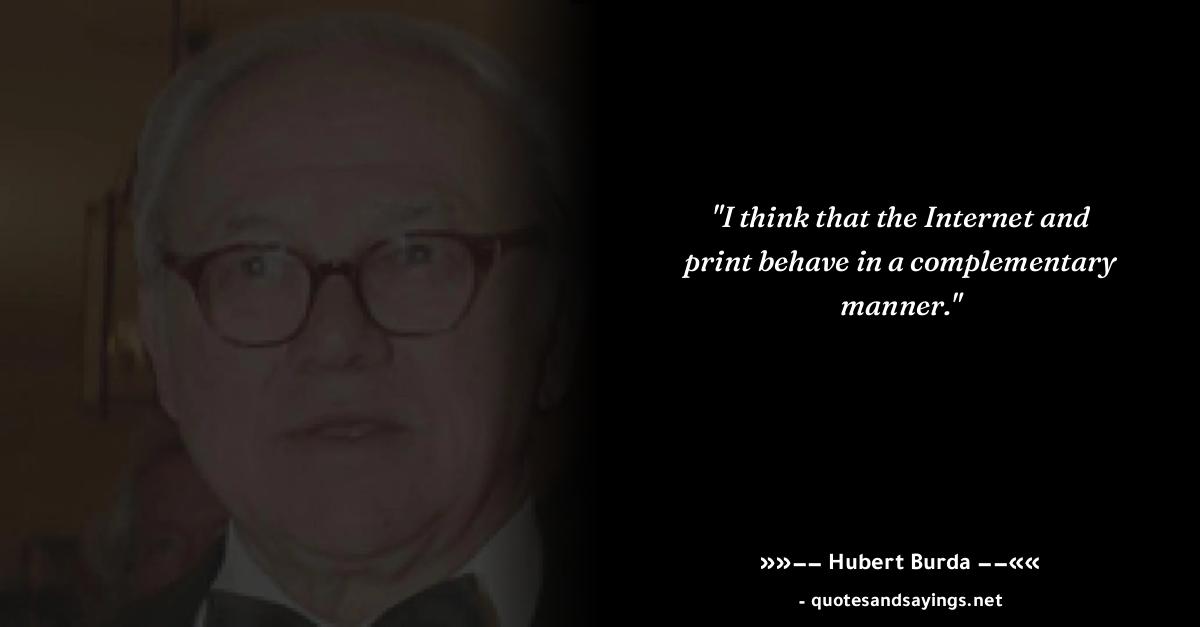 "I think that the Internet and
print behave in a complementary
manner."
»»–– Hubert Burda ––««
- quotesandsayings.net